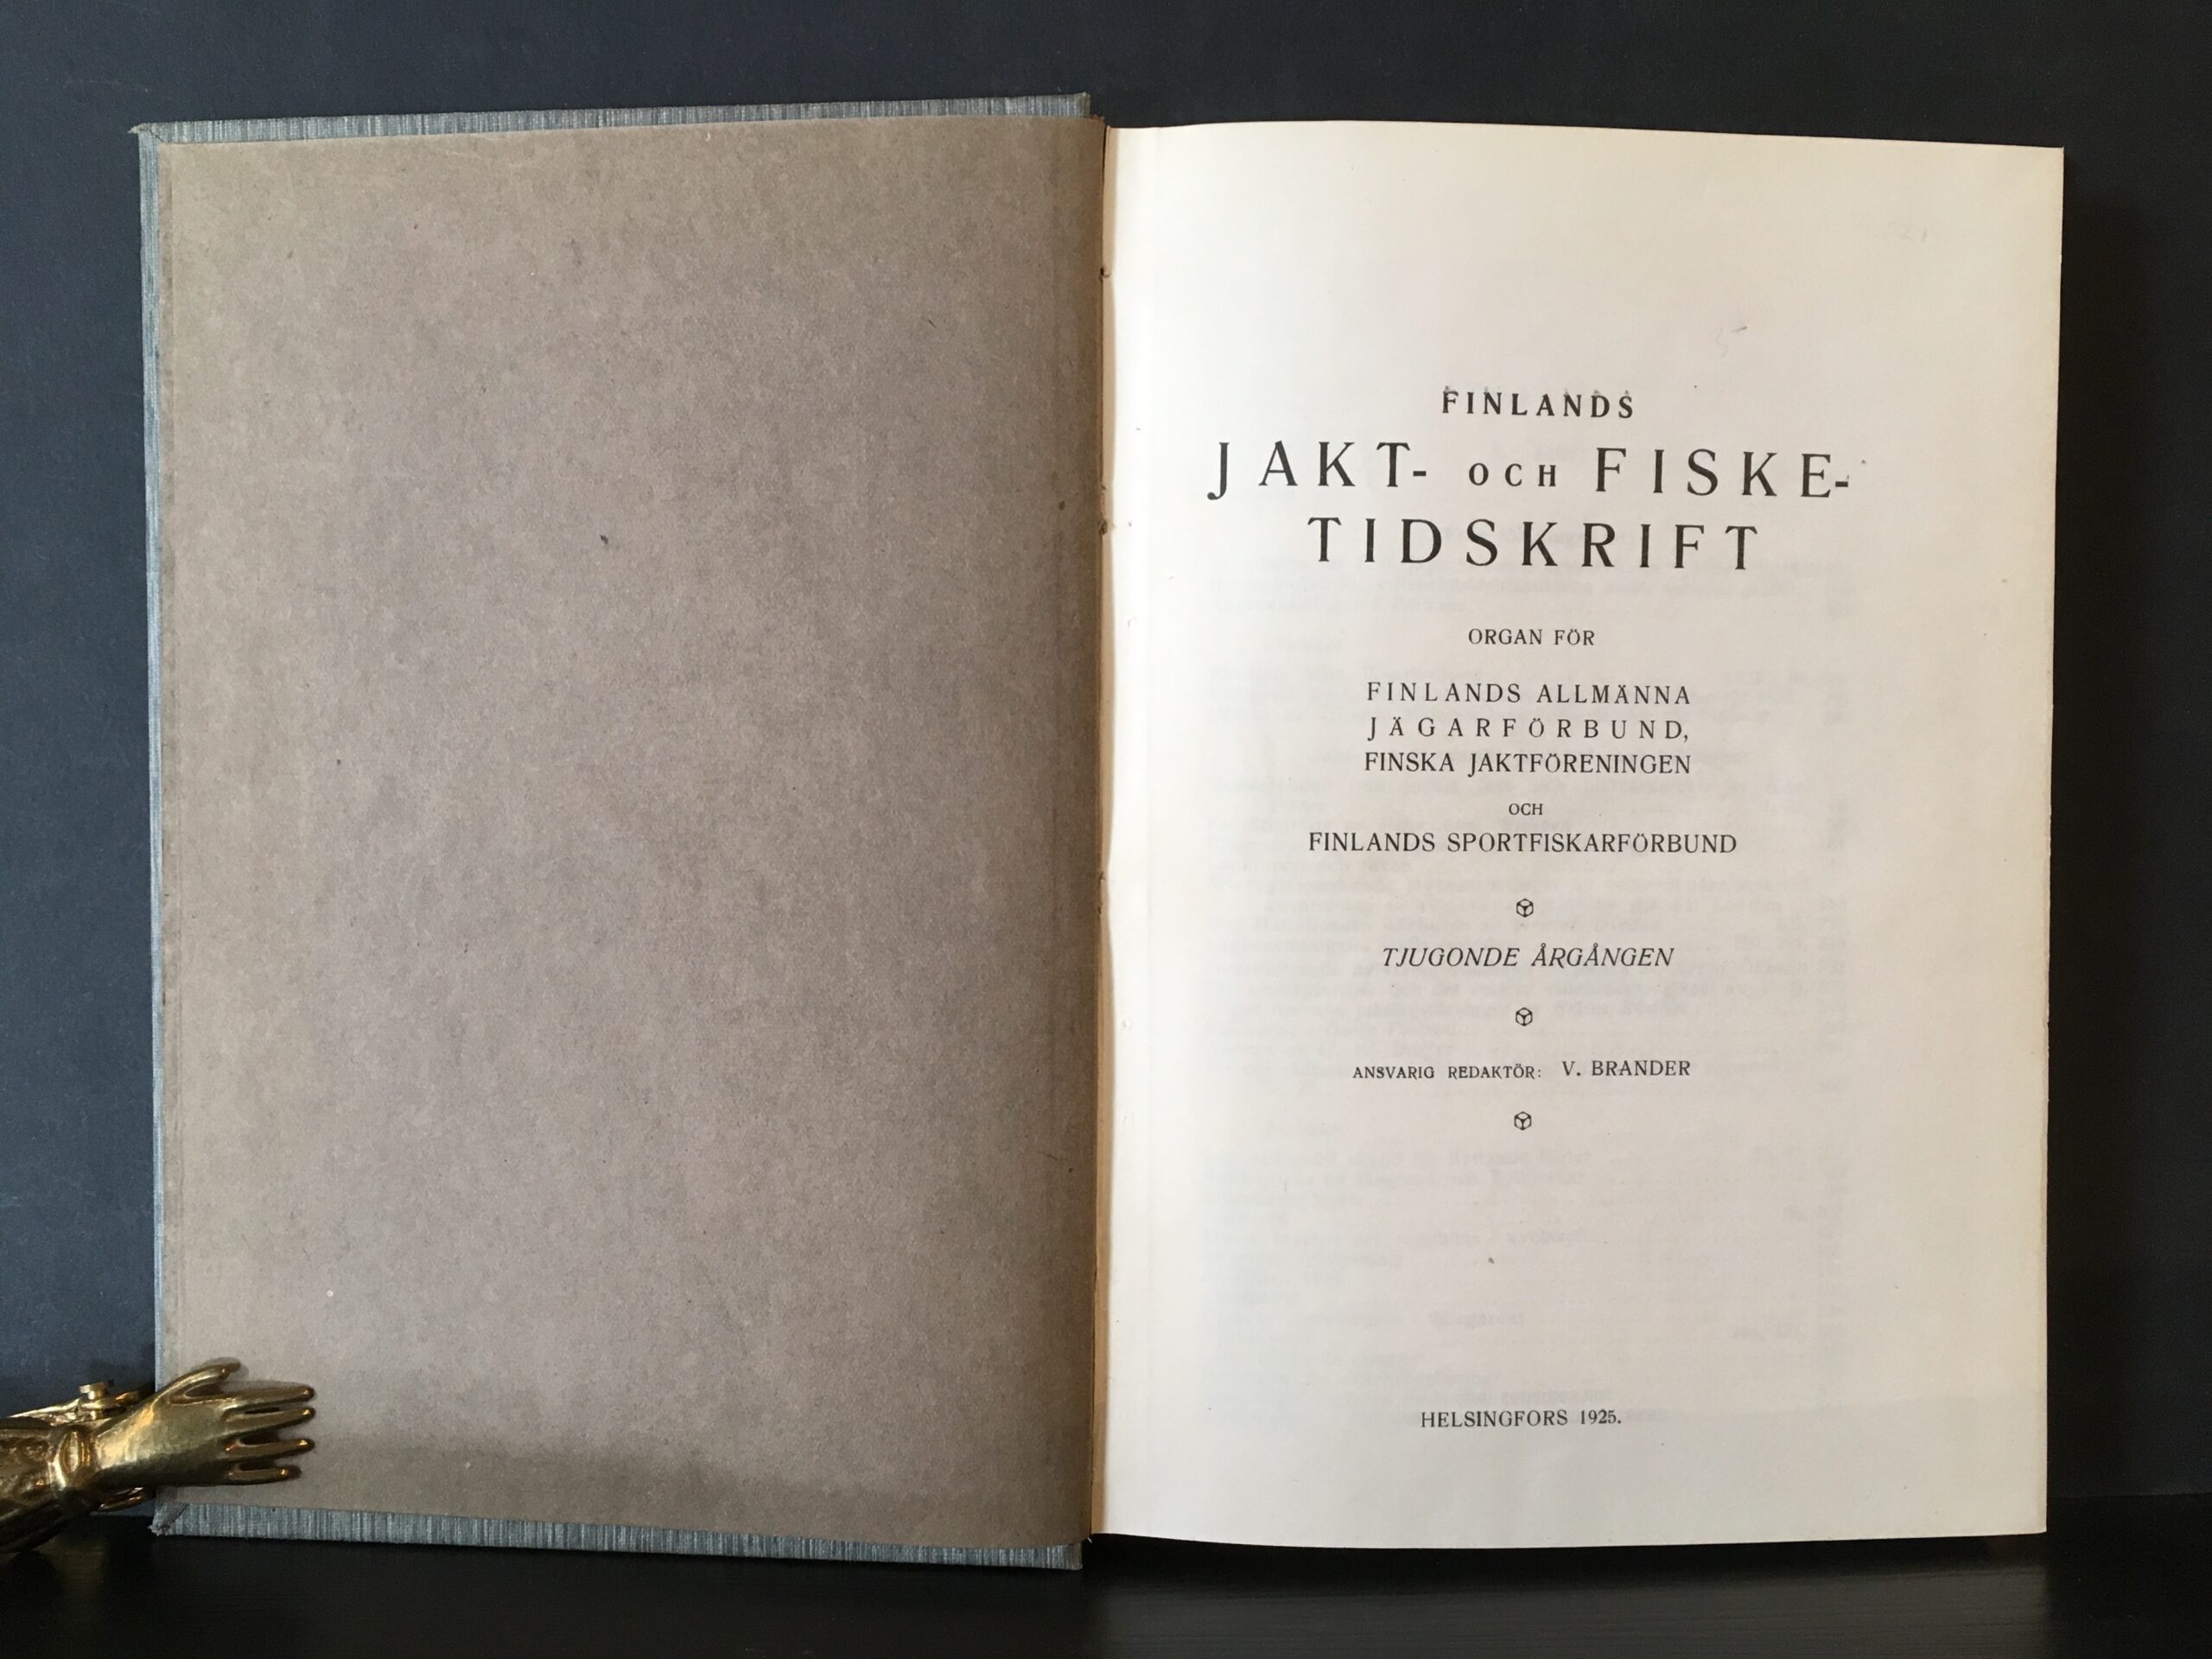 FINLANDS
JAKT- OCH FISKE-
TIDSKRIFT
ORGAN FÖR
FINLANDS ALLMÄNNA
JÄGARFÖRBUND,
FINSKA JAKTFÖRENINGEN
OCH
FINLANDS SPORTFISKARFÖRBUND
TJUGONDE ÅRGÅNGEN
ANSVARIG REDAKTÖR: V. BRANDER
HELSINGFORS 1925.